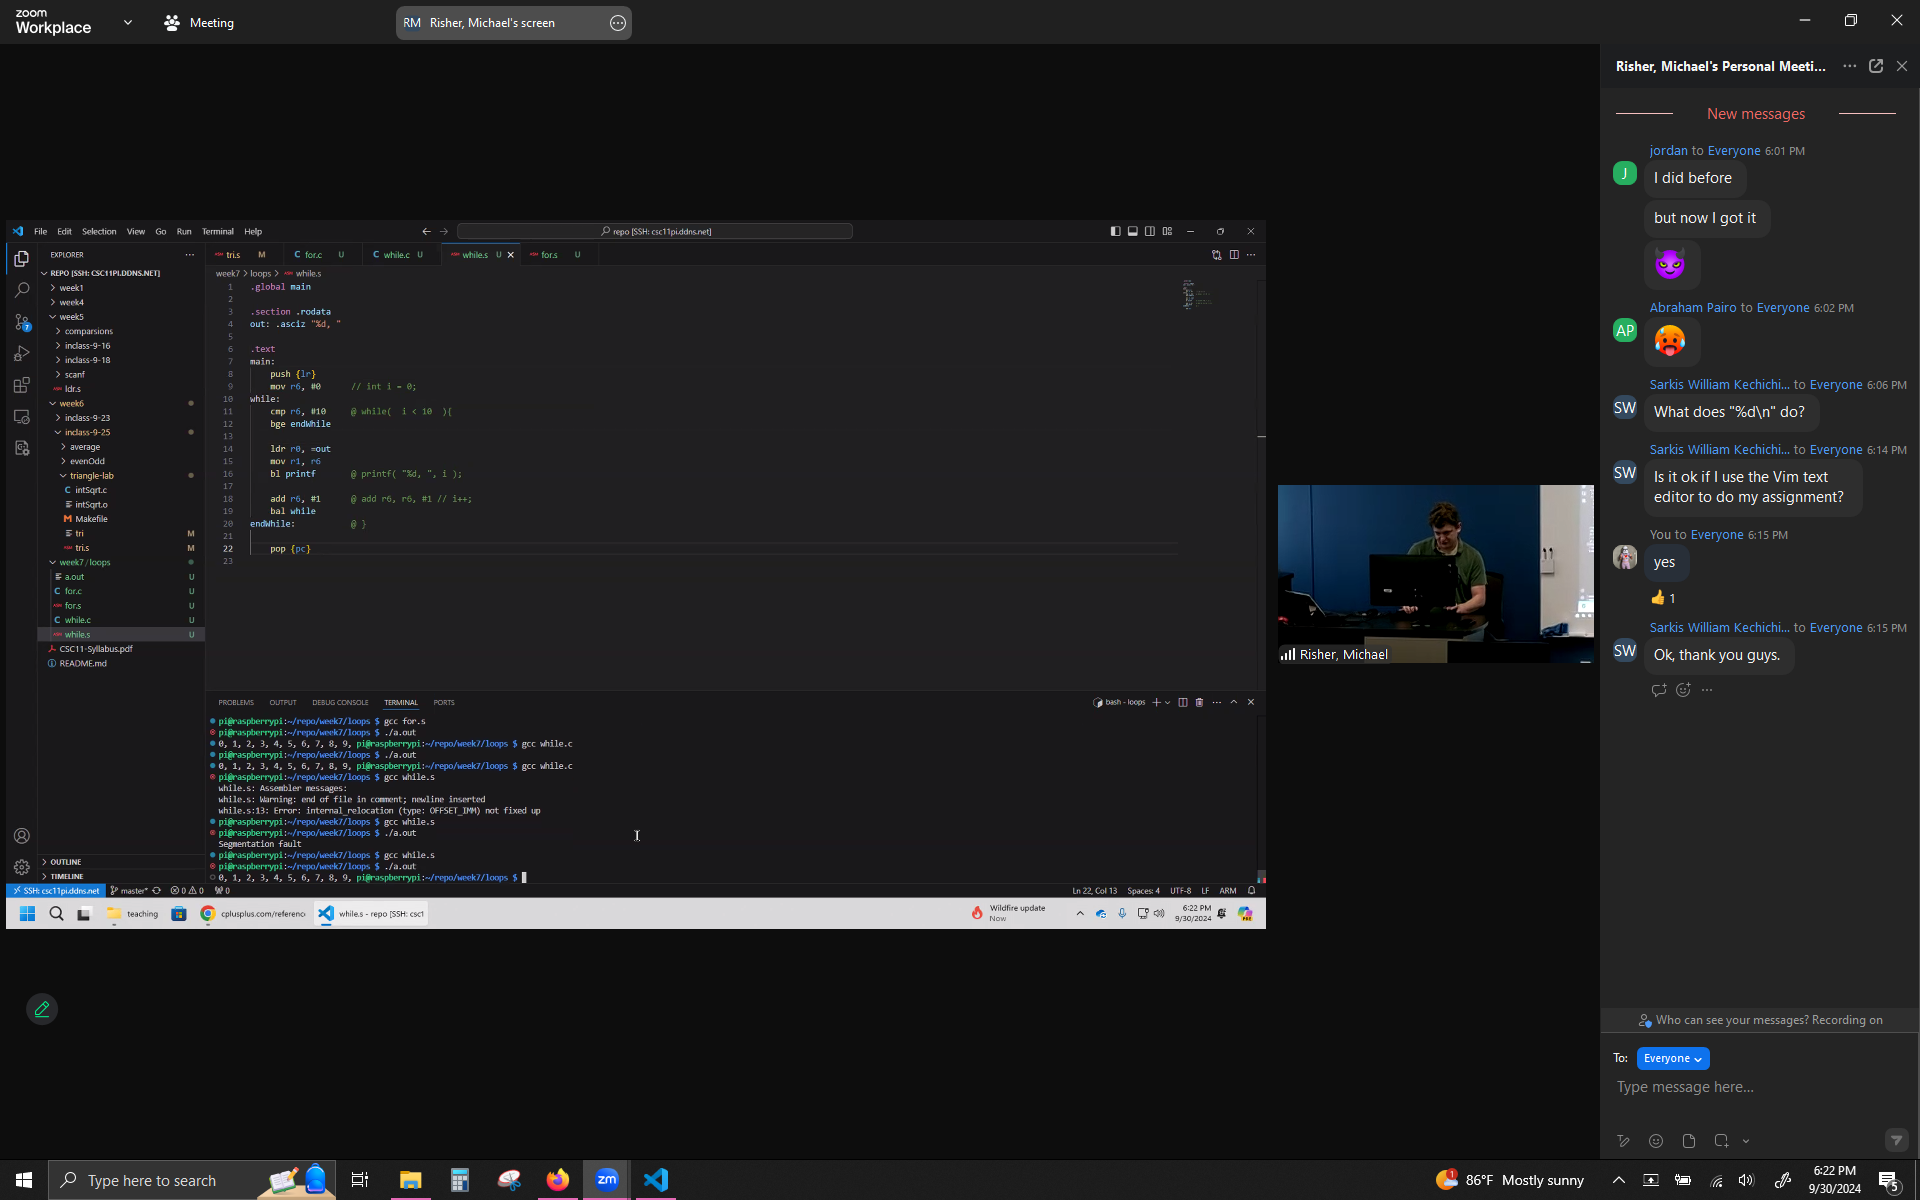 zoom
Workplace
Meeting
RM Risher, Michael's screen
Risher, Michael's Personal Meeti...
New messages
jordan to Everyone 6:01 PM
J
I did before
but now I got it
Abraham Pairo to Everyone 6:02 PM
AP
Sarkis William Kechichi... to Everyone 6:06 PM
SW
What does "%d\n" do?
Sarkis William Kechichi... to Everyone 6:14 PM
SW
Is it ok if I use the Vim text
editor to do my assignment?
You to Everyone 6:15 PM
yes
1
Sarkis William Kechichi... to Everyone 6:15 PM
SW
Ok, thank you guys.
Who can see your messages? Recording on
To: Everyone
Type message here...
File Edit Selection View Go Run Terminal Help
repo [SSH: csc11pi.ddns.net]
EXPLORER
REPO [SSH: CSC11PI.DDNS.NET]
week1
week4
week5
comparsions
inclass-9-16
inclass-9-18
scanf
ldr.s
week6
inclass-9-23
inclass-9-25
average
evenOdd
triangle-lab
C intSqrt.c
intSqrt.o
M Makefile
tri M
tri.s M
week7/loops
a.out U
C for.c U
for.s U
C while.c U
while.s U
CSC11-Syllabus.pdf
README.md
OUTLINE
TIMELINE
tri.s M
C for.c U
C while.c U
while.s U
for.s U
week7 > loops > while.s
1 .global main
2
3 .section .rodata
4 out: .asciz "%d, "
5
6 .text
7 main:
8 push {lr}
9 mov r6, #0 // int i = 0;
10 while:
11 cmp r6, #10 @ while( i < 10 ){
12 bge endWhile
13
14 ldr r0, =out
15 mov r1, r6
16 bl printf @ printf( "%d, ", i );
17
18 add r6, #1 @ add r6, r6, #1 // i++;
19 bal while
20 endWhile: @ }
21
22 pop {pc}
23
PROBLEMS OUTPUT DEBUG CONSOLE TERMINAL PORTS
bash - loops
pi@raspberrypi:~/repo/week7/loops $ gcc for.s
pi@raspberrypi:~/repo/week7/loops $ ./a.out
0, 1, 2, 3, 4, 5, 6, 7, 8, 9, pi@raspberrypi:~/repo/week7/loops $ gcc while.c
pi@raspberrypi:~/repo/week7/loops $ ./a.out
0, 1, 2, 3, 4, 5, 6, 7, 8, 9, pi@raspberrypi:~/repo/week7/loops $ gcc while.c
pi@raspberrypi:~/repo/week7/loops $ gcc while.s
while.s: Assembler messages:
while.s: Warning: end of file in comment; newline inserted
while.s:13: Error: internal_relocation (type: OFFSET_IMM) not fixed up
pi@raspberrypi:~/repo/week7/loops $ gcc while.s
pi@raspberrypi:~/repo/week7/loops $ ./a.out
Segmentation fault
pi@raspberrypi:~/repo/week7/loops $ gcc while.s
pi@raspberrypi:~/repo/week7/loops $ ./a.out
0, 1, 2, 3, 4, 5, 6, 7, 8, 9, pi@raspberrypi:~/repo/week7/loops $
SSH: csc11pi.ddns.net master* 0 0 0
Ln 22, Col 13 Spaces: 4 UTF-8 LF ARM
teaching
cplusplus.com/referenc
while.s - repo [SSH: csc1
Wildfire update
Now
6:22 PM
9/30/2024
Risher, Michael
Type here to search
zm
86°F Mostly sunny
6:22 PM
9/30/2024
5